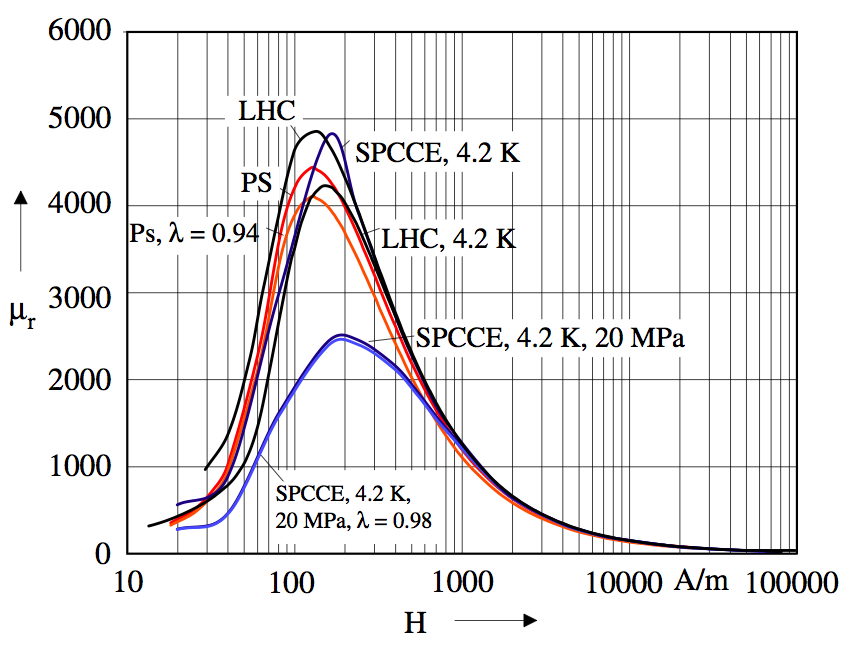 6000
5000
4000
3000
2000
1000
0
μr
LHC
SPCCE, 4.2 K
PS
Ps, λ = 0.94
LHC, 4.2 K
SPCCE, 4.2 K, 20 MPa
SPCCE, 4.2 K,
20 MPa, λ = 0.98
10 100 1000 10000 A/m 100000
H